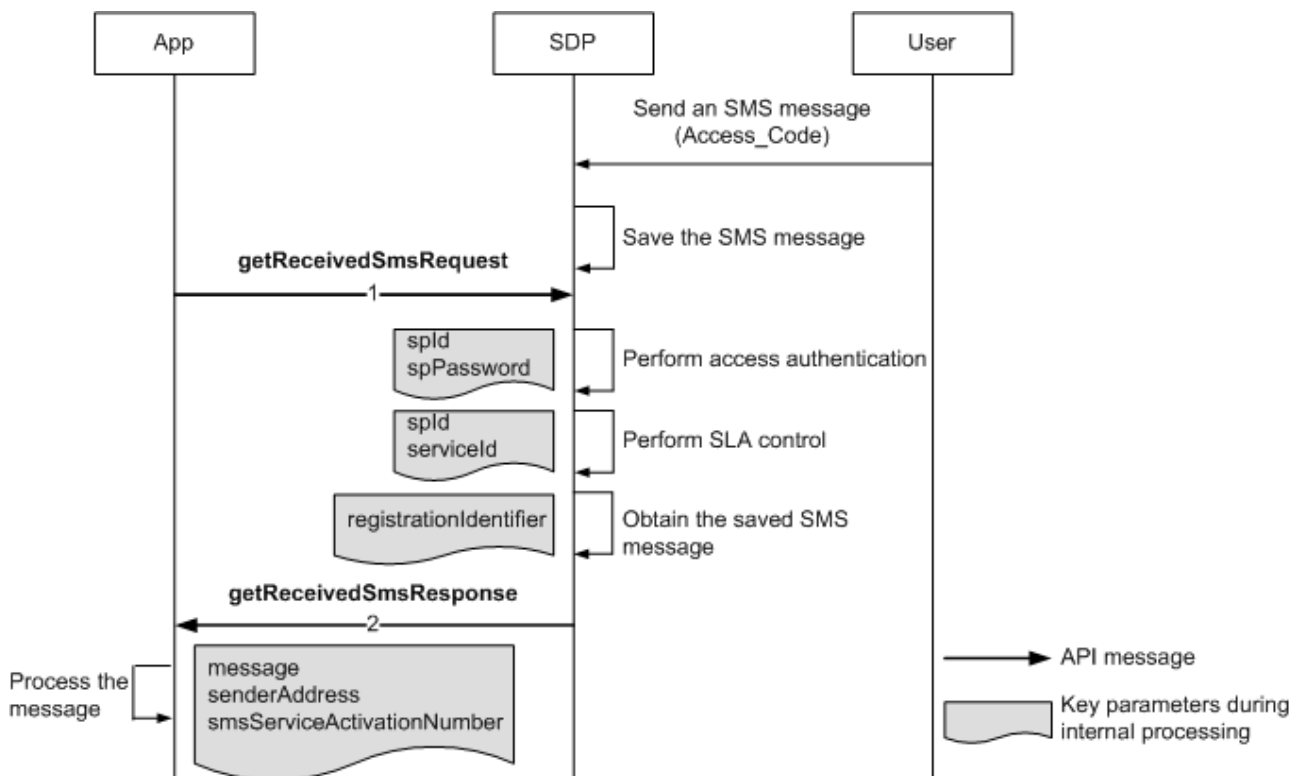 App
SDP
User
Send an SMS message
(Access_Code)
Save the SMS message
getReceivedSmsRequest
1
spId
spPassword
Perform access authentication
spId
serviceId
Perform SLA control
registrationIdentifier
Obtain the saved SMS
message
getReceivedSmsResponse
2
Process the
message
message
senderAddress
smsServiceActivationNumber
API message
Key parameters during
internal processing